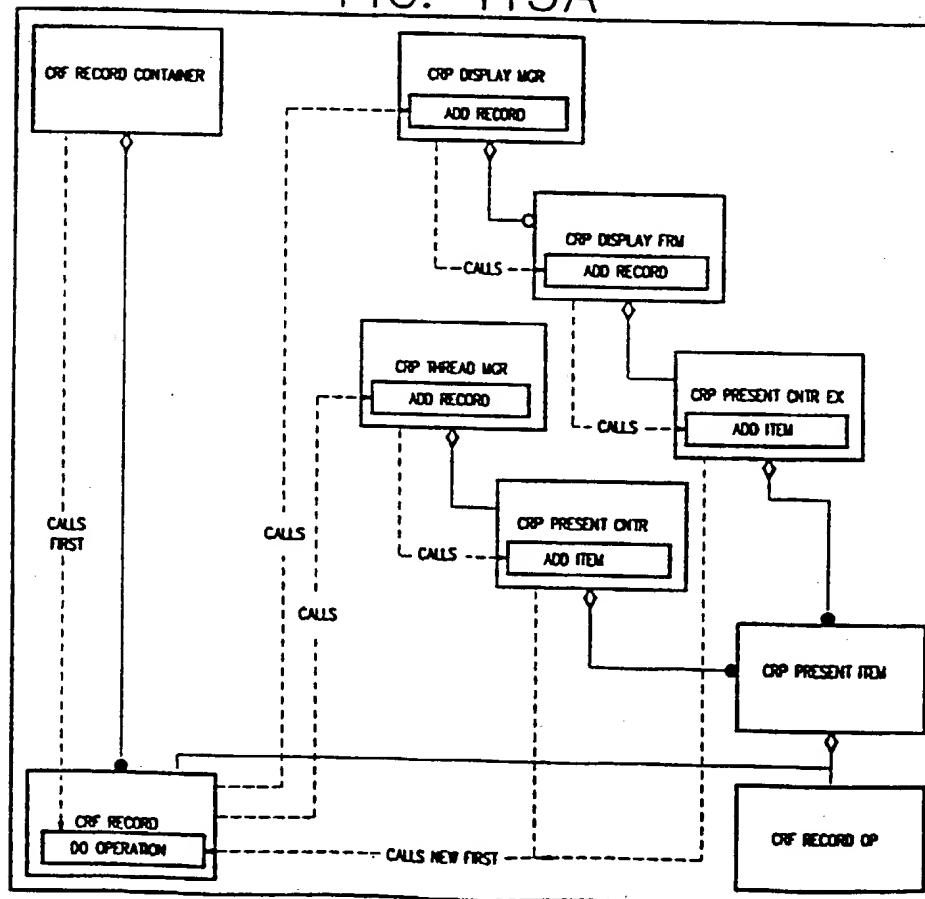 FIG. 115A
CRF RECORD CONTAINER
CRP DISPLAY MGR
ADD RECORD
CRP DISPLAY FRM
CALLS
ADD RECORD
CRP THREAD MGR
ADD RECORD
CRP PRESENT CNTR EX
CALLS
ADD ITEM
CALLS
FIRST
CALLS
CRP PRESENT CNTR
CALLS
ADD ITEM
CALLS
CRP PRESENT ITEM
CRF RECORD
DO OPERATION
CALLS NEW FIRST
CRF RECORD OP